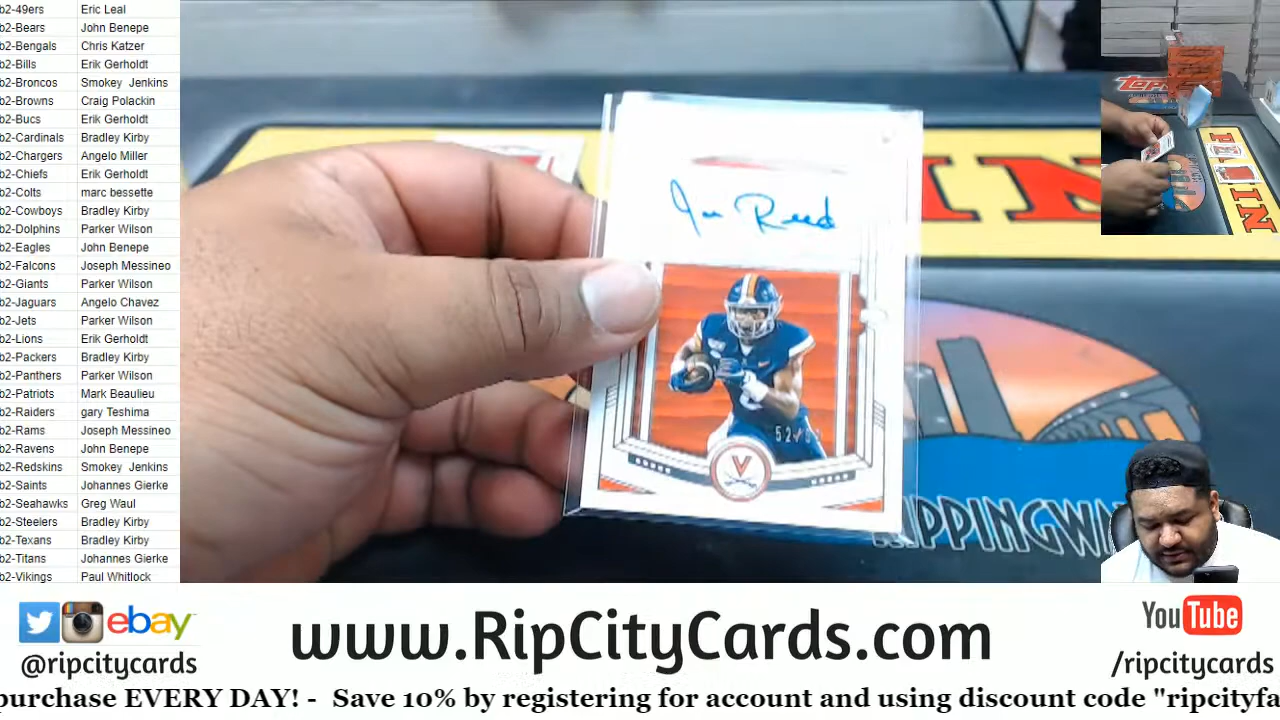 b2-49ers Eric Leal
b2-Bears John Benepe
b2-Bengals Chris Katzer
b2-Bills Erik Gerholdt
b2-Broncos Smokey Jenkins
b2-Browns Craig Polackin
b2-Bucs Erik Gerholdt
b2-Cardinals Bradley Kirby
b2-Chargers Angelo Miller
b2-Chiefs Erik Gerholdt
b2-Colts marc bessette
b2-Cowboys Bradley Kirby
b2-Dolphins Parker Wilson
b2-Eagles John Benepe
b2-Falcons Joseph Messineo
b2-Giants Parker Wilson
b2-Jaguars Angelo Chavez
b2-Jets Parker Wilson
b2-Lions Erik Gerholdt
b2-Packers Bradley Kirby
b2-Panthers Parker Wilson
b2-Patriots Mark Beaulieu
b2-Raiders gary Teshima
b2-Rams Joseph Messineo
b2-Ravens John Benepe
b2-Redskins Smokey Jenkins
b2-Saints Johannes Gierke
b2-Seahawks Greg Waul
b2-Steelers Bradley Kirby
b2-Texans Bradley Kirby
b2-Titans Johannes Gierke
b2-Vikings Paul Whitlock
Joe Reed
V
IN
RIPPINGWA
Topps
IN
ebay
@ripcitycards
www.RipCityCards.com
YouTube
/ripcitycards
purchase EVERY DAY! - Save 10% by registering for account and using discount code "ripcityfa